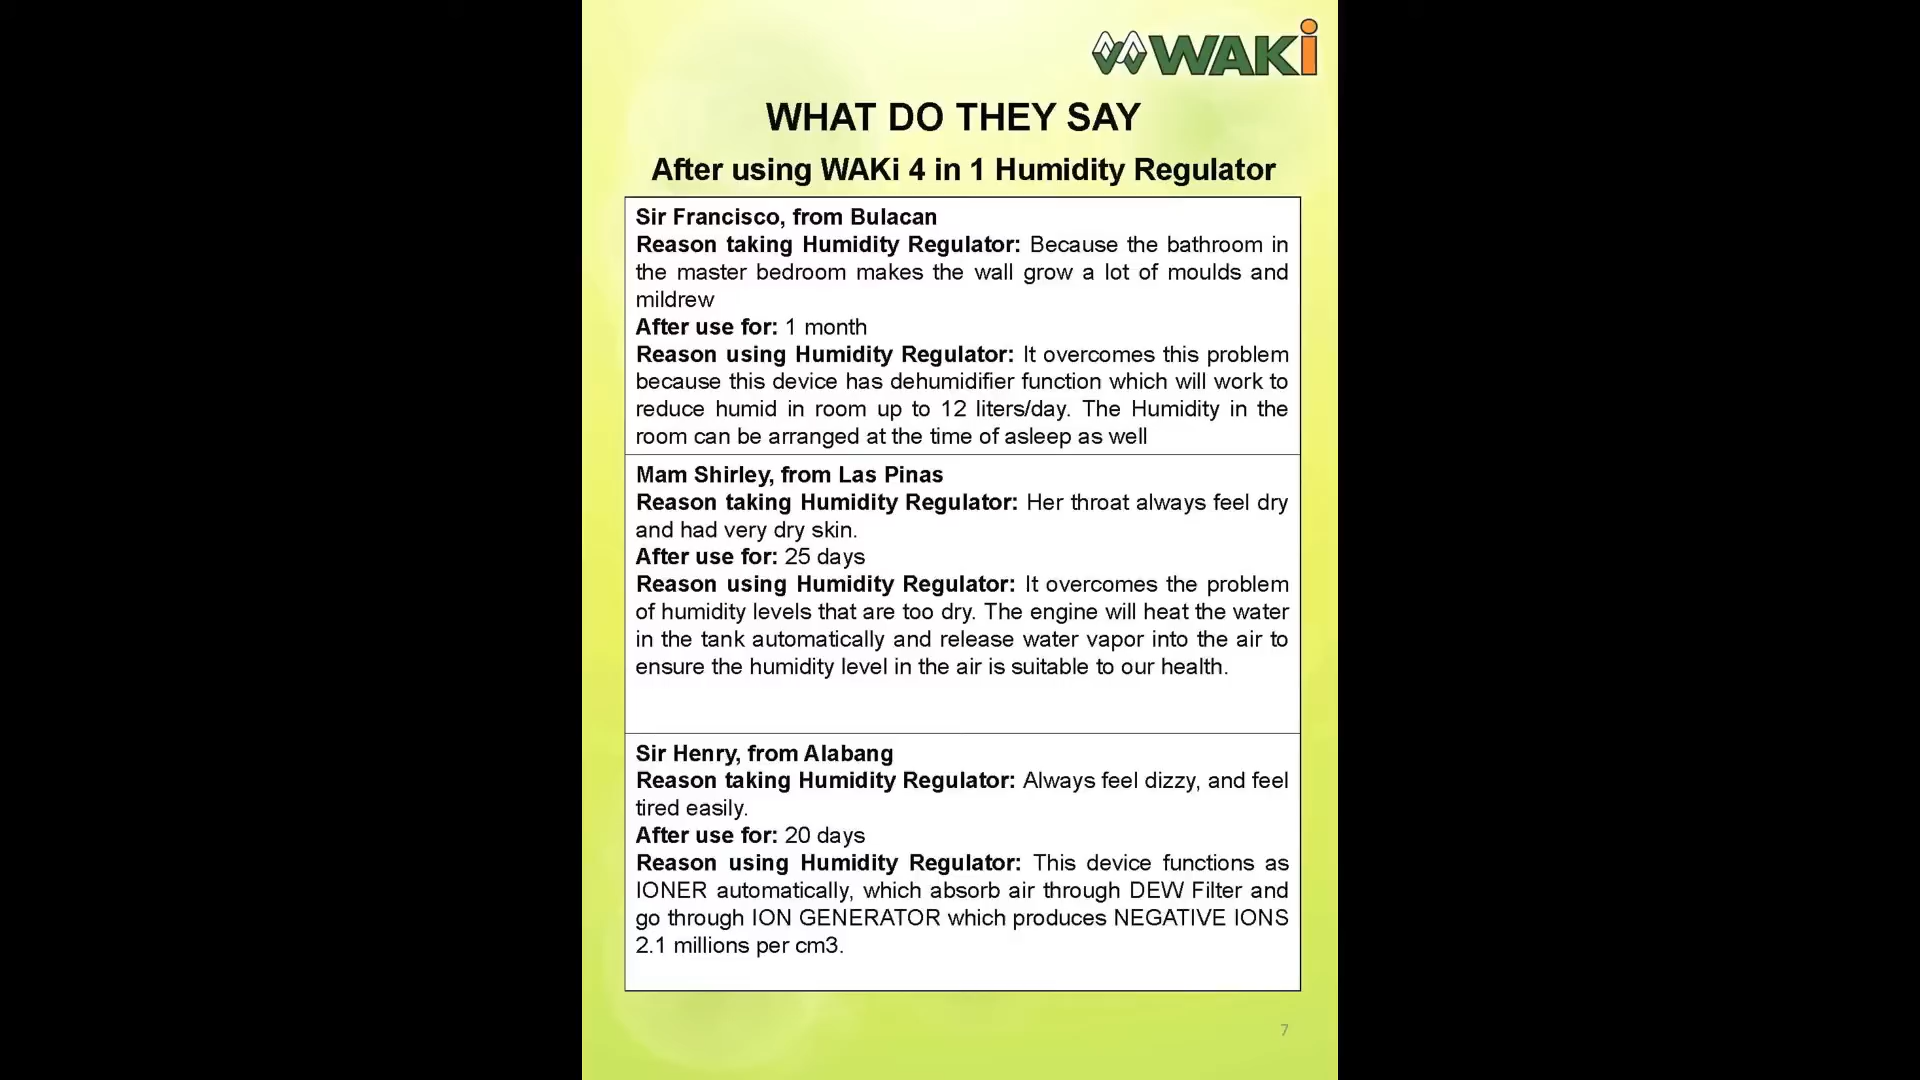 WAKi
WHAT DO THEY SAY
After using WAKi 4 in 1 Humidity Regulator
Sir Francisco, from Bulacan
Reason taking Humidity Regulator: Because the bathroom in
the master bedroom makes the wall grow a lot of moulds and
mildrew
After use for: 1 month
Reason using Humidity Regulator: It overcomes this problem
because this device has dehumidifier function which will work to
reduce humid in room up to 12 liters/day. The Humidity in the
room can be arranged at the time of asleep as well
Mam Shirley, from Las Pinas
Reason taking Humidity Regulator: Her throat always feel dry
and had very dry skin.
After use for: 25 days
Reason using Humidity Regulator: It overcomes the problem
of humidity levels that are too dry. The engine will heat the water
in the tank automatically and release water vapor into the air to
ensure the humidity level in the air is suitable to our health.
Sir Henry, from Alabang
Reason taking Humidity Regulator: Always feel dizzy, and feel
tired easily.
After use for: 20 days
Reason using Humidity Regulator: This device functions as
IONER automatically, which absorb air through DEW Filter and
go through ION GENERATOR which produces NEGATIVE IONS
2.1 millions per cm3.
7